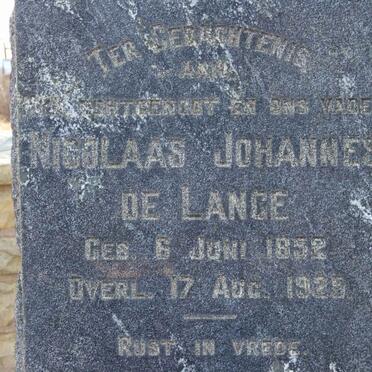 TER GEDACHTENIS
AAN
ECHTGENOOT EN ONS VADER
NICOLAAS JOHANNES
DE LANGE
GEB. 6 JUNI 1852
OVERL. 17 AUG. 1925
RUST IN VREDE.